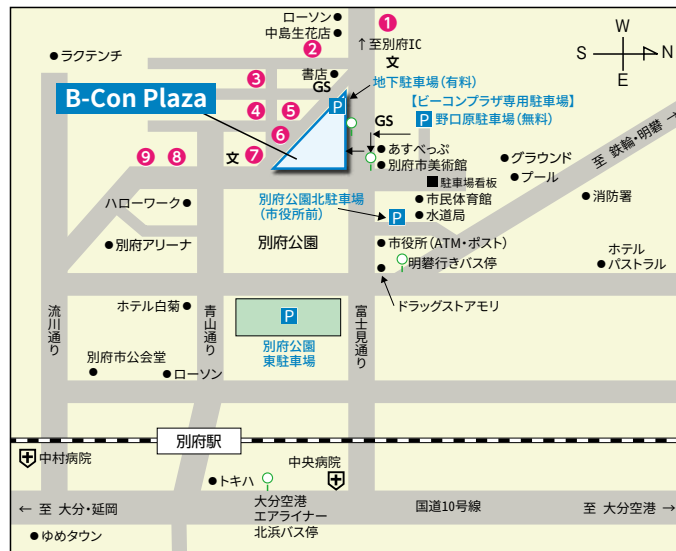 ローソン
中島生花店
❶
↑至別府IC
W
S
N
E
ラクテンチ
❷
文
書店
GS
❸
地下駐車場(有料)
B-Con Plaza
P
【ビーコンプラザ専用駐車場】
P 野口原駐車場(無料)
❹
❺
GS
❻
あすべっぷ
別府市美術館
グラウンド
プール
至 鉄輪・明礬 →
❾
❽
文
❼
駐車場看板
別府公園北駐車場
(市役所前)
P
市民体育館
水道局
消防署
ハローワーク
別府アリーナ
別府公園
市役所(ATM・ポスト)
明礬行きバス停
ホテル
パストラル
ドラッグストアモリ
流川通り
ホテル白菊
青山通り
P
別府公園
東駐車場
富士見通り
別府市公会堂
ローソン
別府駅
中村病院
トキハ
中央病院
大分空港
エアライナー
北浜バス停
← 至 大分・延岡
国道10号線
至 大分空港 →
ゆめタウン